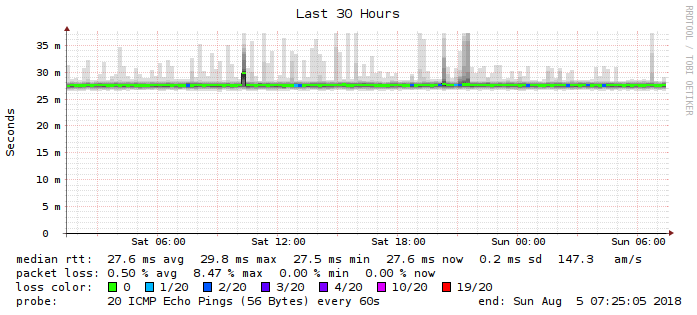 Last 30 Hours
RRDTOOL / TOBI OETIKER
Seconds
35 m
30 m
25 m
20 m
15 m
10 m
5 m
0
Sat 06:00 Sat 12:00 Sat 18:00 Sun 00:00 Sun 06:00
median rtt: 27.6 ms avg 29.8 ms max 27.5 ms min 27.6 ms now 0.2 ms sd 147.3 am/s
packet loss: 0.50 % avg 8.47 % max 0.00 % min 0.00 % now
loss color: 0 1/20 2/20 3/20 4/20 10/20 19/20
probe: 20 ICMP Echo Pings (56 Bytes) every 60s end: Sun Aug 5 07:25:05 2018